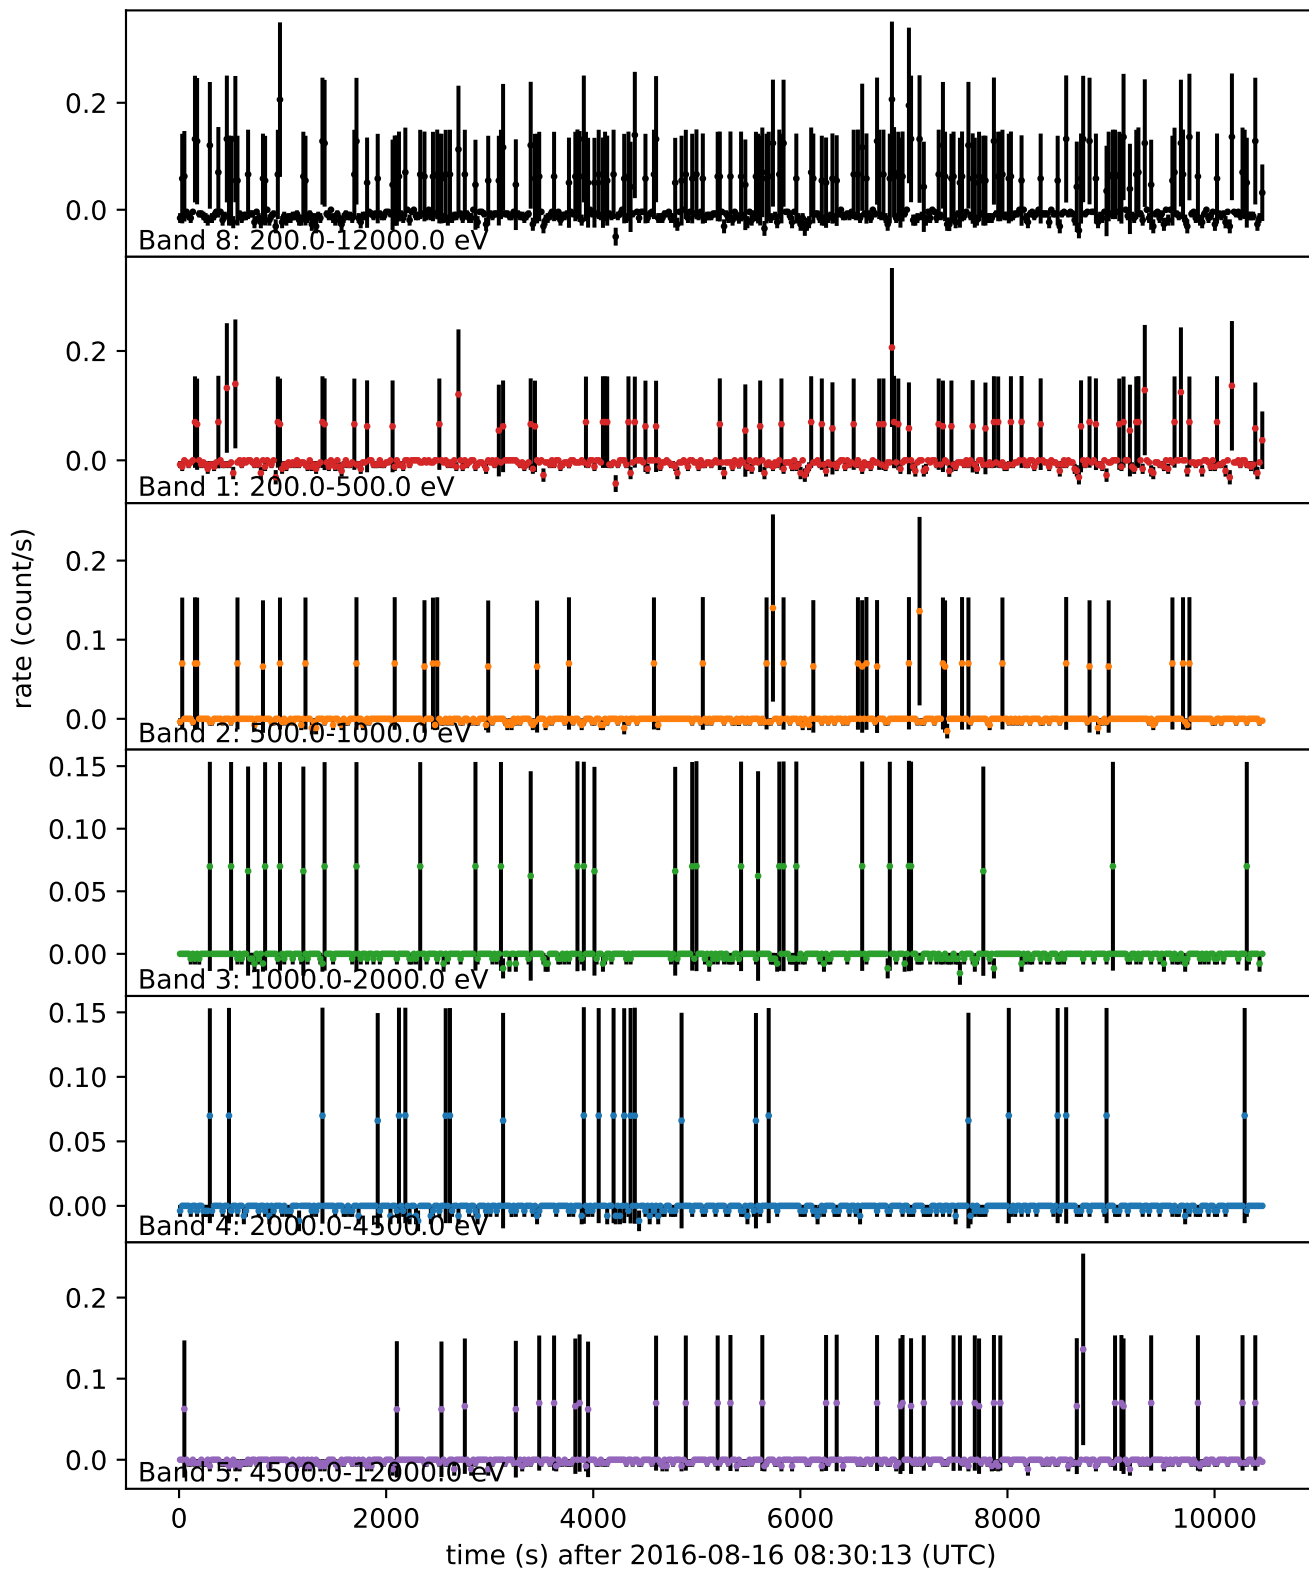 0.2
0.0
Band 8: 200.0-12000.0 eV
0.2
0.0
Band 1: 200.0-500.0 eV
rate (count/s)
0.2
0.1
0.0
Band 2: 500.0-1000.0 eV
0.15
0.10
0.05
0.00
Band 3: 1000.0-2000.0 eV
0.15
0.10
0.05
0.00
Band 4: 2000.0-4500.0 eV
0.2
0.1
0.0
Band 5: 4500.0-12000.0 eV
0 2000 4000 6000 8000 10000
time (s) after 2016-08-16 08:30:13 (UTC)